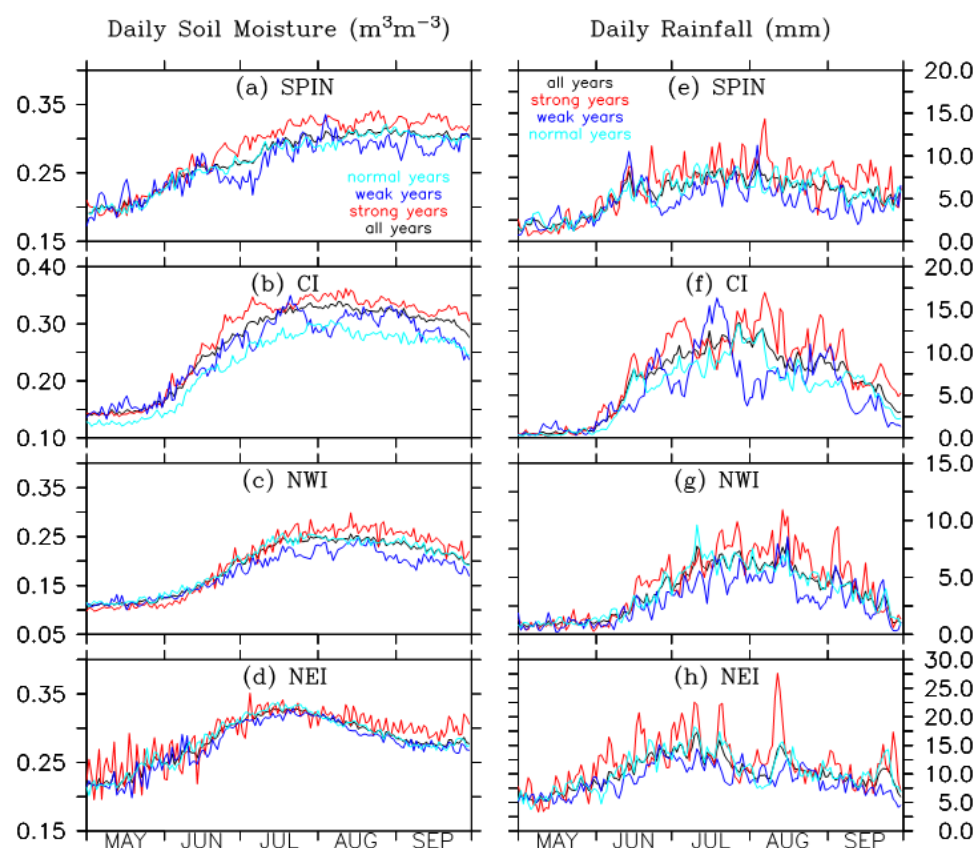 Daily Soil Moisture (m³m⁻³)
Daily Rainfall (mm)
(a) SPIN
0.35
0.25
0.15
normal years
weak years
strong years
all years
(e) SPIN
all years
strong years
weak years
normal years
20.0
15.0
10.0
5.0
0.0
(b) CI
0.40
0.30
0.20
0.10
(f) CI
20.0
15.0
10.0
5.0
0.0
(c) NWI
0.35
0.25
0.15
0.05
(g) NWI
15.0
10.0
5.0
0.0
(d) NEI
0.35
0.25
0.15
MAY JUN JUL AUG SEP
(h) NEI
30.0
25.0
20.0
15.0
10.0
5.0
0.0
MAY JUN JUL AUG SEP